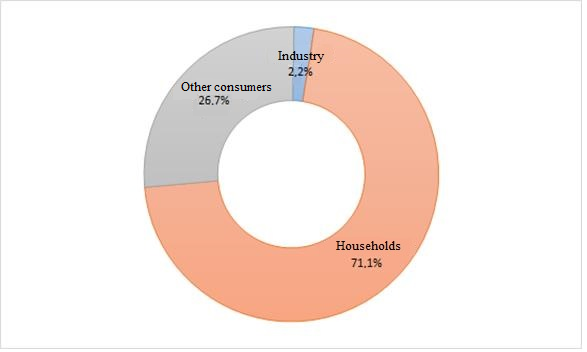 Industry
2,2%
Other consumers
26,7%
Households
71,1%